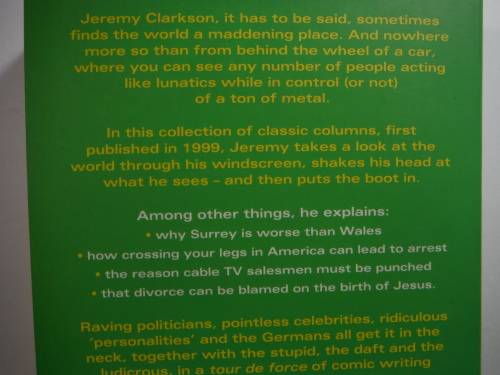 Jeremy Clarkson, it has to be said, sometimes
finds the world a maddening place. And nowhere
more so than from behind the wheel of a car,
where you can see any number of people acting
like lunatics while in control (or not)
of a ton of metal.
In this collection of classic columns, first
published in 1999, Jeremy takes a look at the
world through his windscreen, shakes his head at
what he sees – and then puts the boot in.
Among other things, he explains:
• why Surrey is worse than Wales
• how crossing your legs in America can lead to arrest
• the reason cable TV salesmen must be punched
• that divorce can be blamed on the birth of Jesus.
Raving politicians, pointless celebrities, ridiculous
'personalities' and the Germans all get it in the
neck, together with the stupid, the daft and the
ludicrous, in a tour de force of comic writing